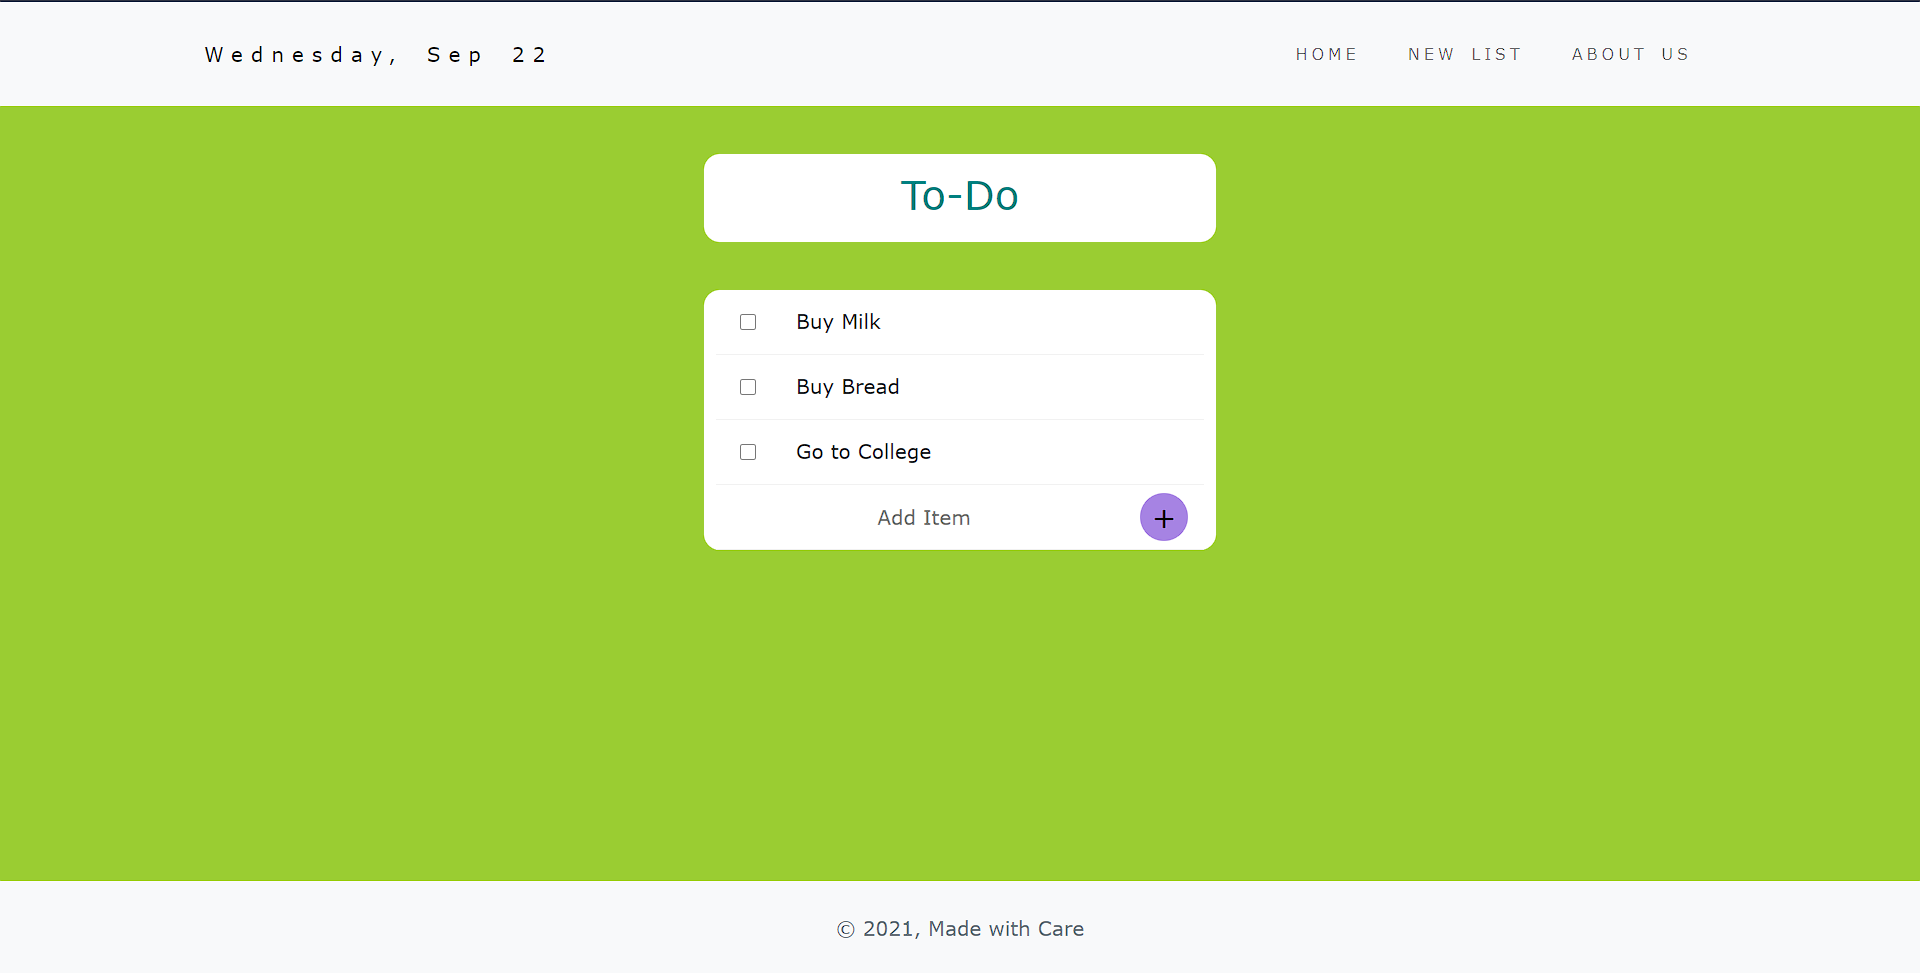 Wednesday, Sep 22
HOME NEW LIST ABOUT US
To-Do
Buy Milk
Buy Bread
Go to College
Add Item +
© 2021, Made with Care